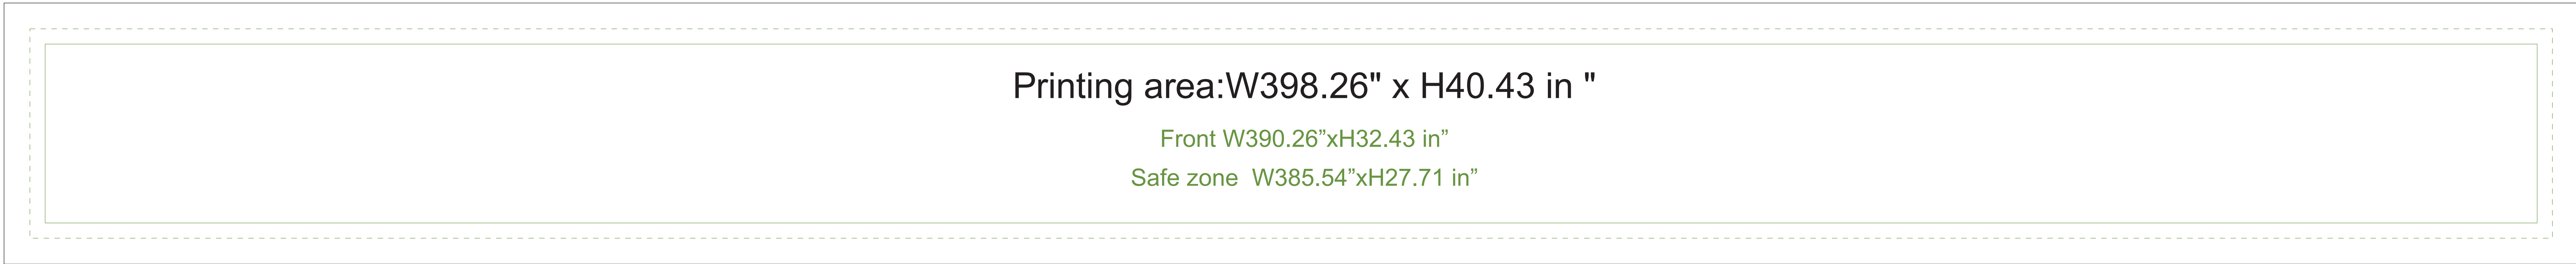 Printing area:W398.26" x H40.43 in "
Front W390.26”xH32.43 in”
Safe zone  W385.54”xH27.71 in”